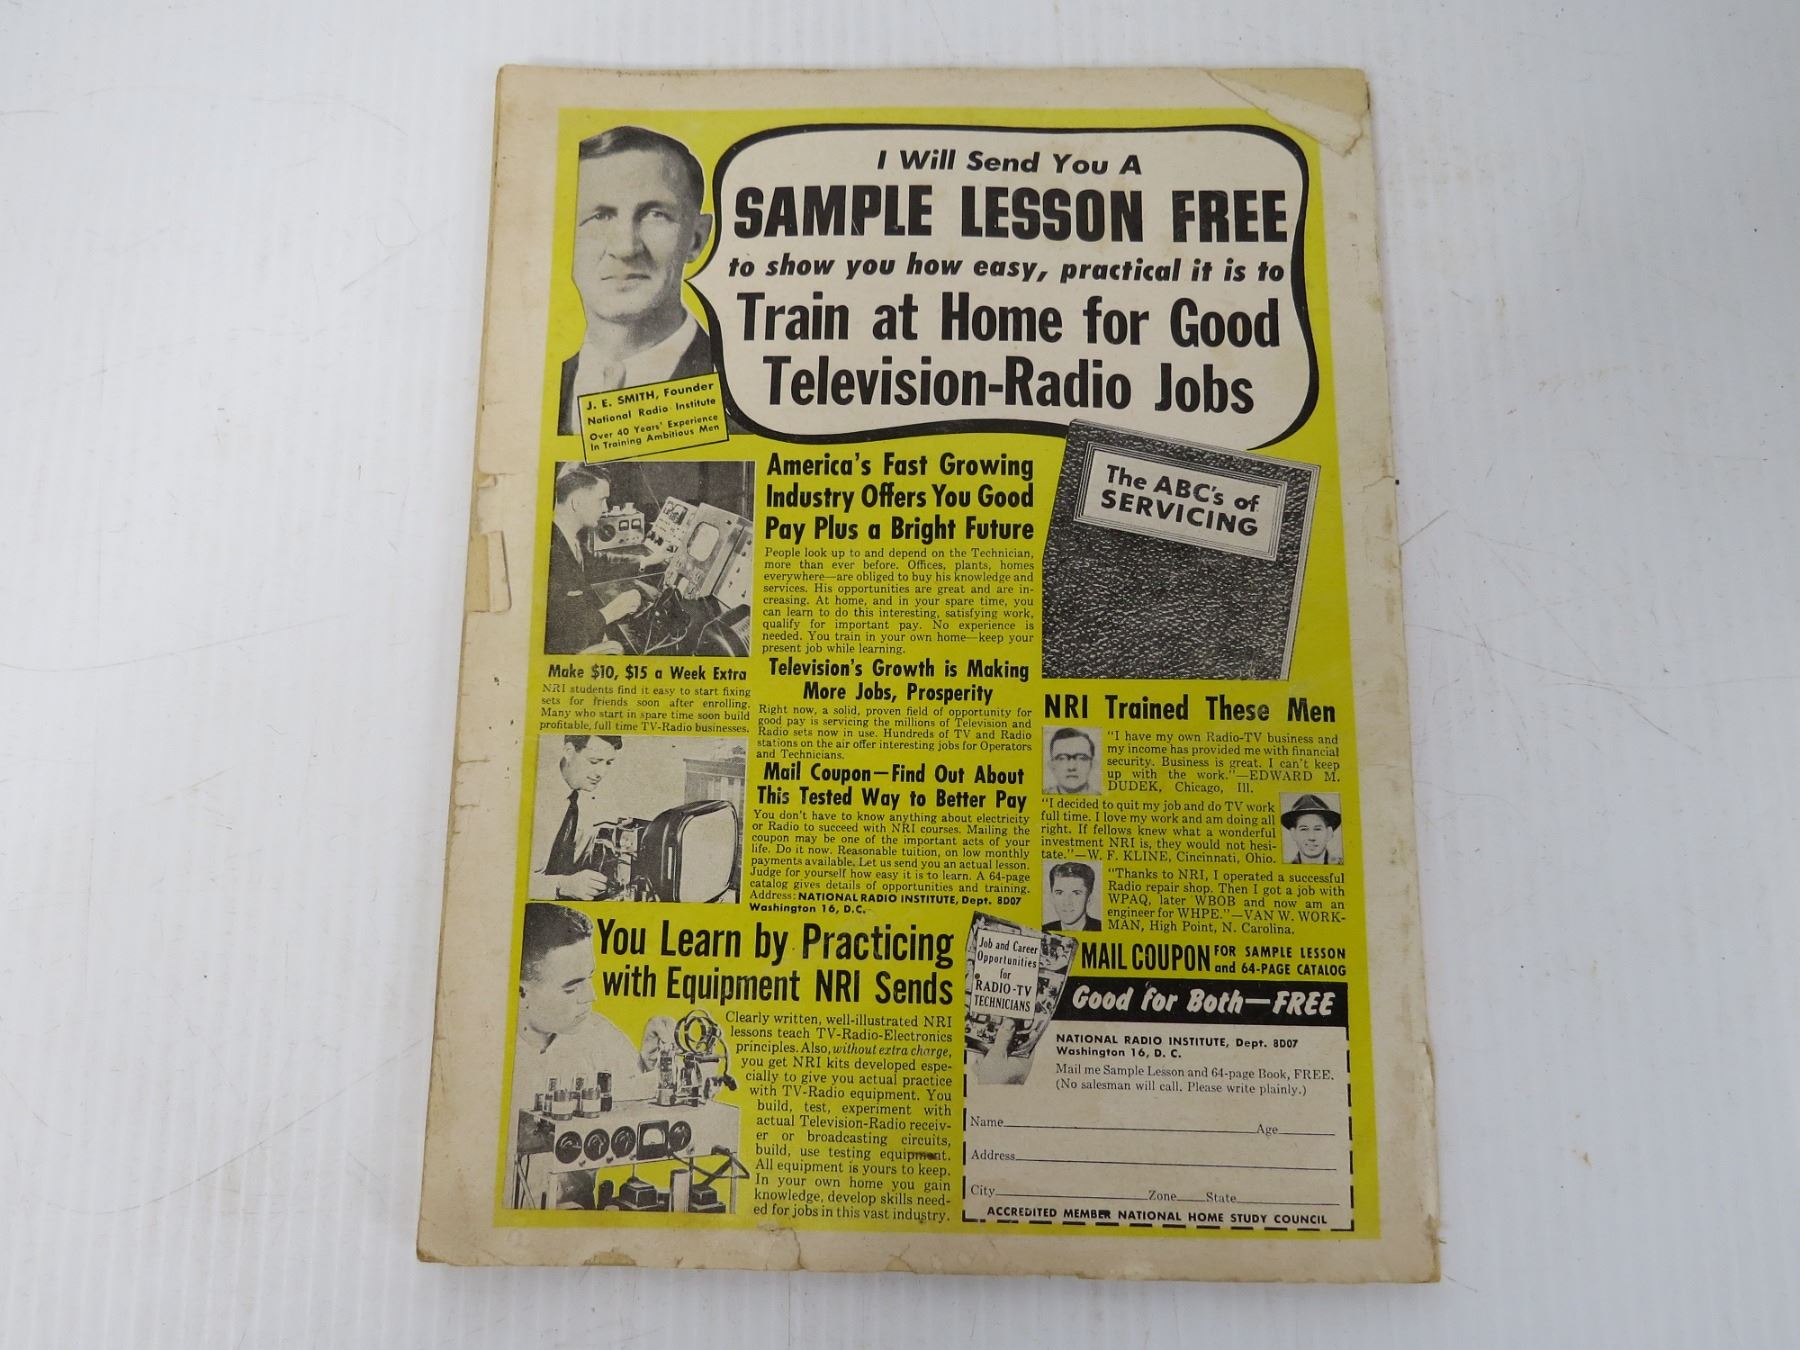 I Will Send You A
SAMPLE LESSON FREE
to show you how easy, practical it is to
Train at Home for Good
Television-Radio Jobs
J. E. SMITH, Founder
National Radio Institute
Over 40 Years' Experience
In Training Ambitious Men
America's Fast Growing
Industry Offers You Good
Pay Plus a Bright Future
People look up to and depend on the Technician,
more than ever before. Offices, plants, homes
everywhere—are obliged to buy his knowledge and
services. His opportunities are great and are in-
creasing. At home, and in your spare time, you
can learn to do this interesting, satisfying work,
qualify for important pay. No experience is
needed. You train in your own home—keep your
present job while learning.
Television's Growth is Making
More Jobs, Prosperity
Right now, a solid, proven field of opportunity for
good pay is servicing the millions of Television and
Radio sets now in use. Hundreds of TV and Radio
stations on the air offer interesting jobs for Operators
and Technicians.
Mail Coupon—Find Out About
This Tested Way to Better Pay
You don't have to know anything about electricity
or Radio to succeed with NRI courses. Mailing the
coupon may be one of the important acts of your
life. Do it now. Reasonable tuition, on low monthly
payments available. Let us send you an actual lesson.
Judge for yourself how easy it is to learn. A 64-page
catalog gives details of opportunities and training.
Address: NATIONAL RADIO INSTITUTE, Dept. 8D07
Washington 16, D.C.
Make $10, $15 a Week Extra
NRI students find it easy to start fixing
sets for friends soon after enrolling.
Many who start in spare time soon build
profitable, full time TV-Radio businesses.
The ABC's of
SERVICING
NRI Trained These Men
"I have my own Radio-TV business and
my income has provided me with financial
security. Business is great. I can't keep
up with the work."—EDWARD M.
DUDEK, Chicago, Ill.
"I decided to quit my job and do TV work
full time. I love my work and am doing all
right. If fellows knew what a wonderful
investment NRI is, they would not hesi-
tate."—W. F. KLINE, Cincinnati, Ohio.
"Thanks to NRI, I operated a successful
Radio repair shop. Then I got a job with
WPAQ, later WBOB and now am an
engineer for WHPE."—VAN W. WORK-
MAN, High Point, N. Carolina.
You Learn by Practicing
with Equipment NRI Sends
Clearly written, well-illustrated NRI
lessons teach TV-Radio-Electronics
principles. Also, without extra charge,
you get NRI kits developed espe-
cially to give you actual practice
with TV-Radio equipment. You
build, test, experiment with
actual Television-Radio receiv-
er or broadcasting circuits,
build, use testing equipment.
All equipment is yours to keep.
In your own home you gain
knowledge, develop skills need-
ed for jobs in this vast industry.
Job and Career
Opportunities
for
RADIO-TV
TECHNICIANS
MAIL COUPON FOR SAMPLE LESSON
and 64-PAGE CATALOG
Good for Both—FREE
NATIONAL RADIO INSTITUTE, Dept. 8D07
Washington 16, D. C.
Mail me Sample Lesson and 64-page Book, FREE.
(No salesman will call. Please write plainly.)
Name Age
Address
City Zone State
ACCREDITED MEMBER NATIONAL HOME STUDY COUNCIL